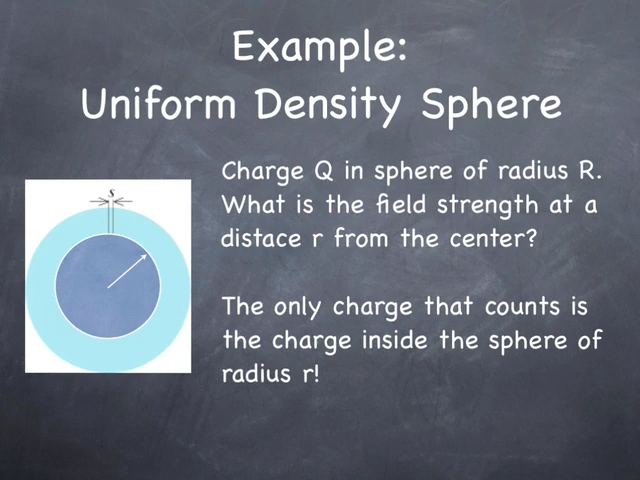 Example:
Uniform Density Sphere
Charge Q in sphere of radius R.
What is the field strength at a
distace r from the center?
s
The only charge that counts is
the charge inside the sphere of
radius r!